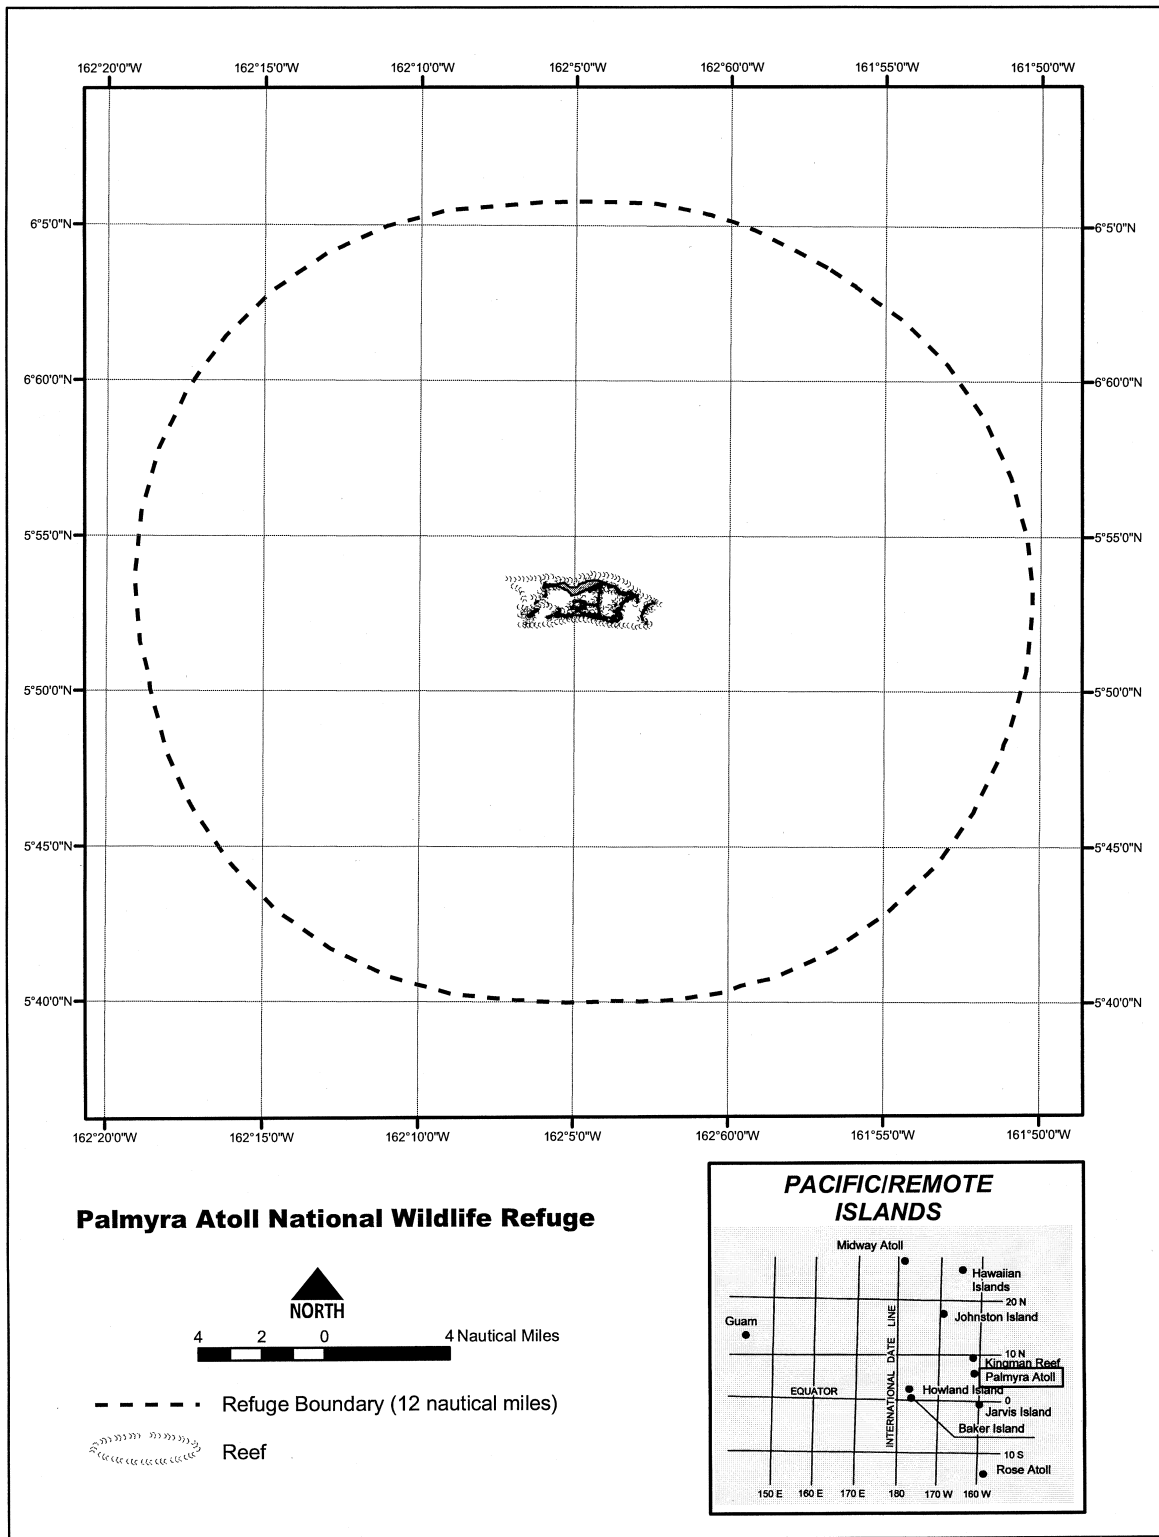 162°20'0"W 162°15'0"W 162°10'0"W 162°5'0"W 162°60'0"W 161°55'0"W 161°50'0"W
6°5'0"N 6°5'0"N
6°60'0"N 6°60'0"N
5°55'0"N 5°55'0"N
5°50'0"N 5°50'0"N
5°45'0"N 5°45'0"N
5°40'0"N 5°40'0"N
162°20'0"W 162°15'0"W 162°10'0"W 162°5'0"W 162°60'0"W 161°55'0"W 161°50'0"W
Palmyra Atoll National Wildlife Refuge
NORTH
4 2 0 4 Nautical Miles
Refuge Boundary (12 nautical miles)
Reef
PACIFIC/REMOTE
ISLANDS
Midway Atoll
Hawaiian
Islands
20 N
Johnston Island
Guam
INTERNATIONAL DATE LINE
10 N
Kingman Reef
Palmyra Atoll
EQUATOR
Howland Island
0
Jarvis Island
Baker Island
10 S
Rose Atoll
150 E 160 E 170 E 180 170 W 160 W